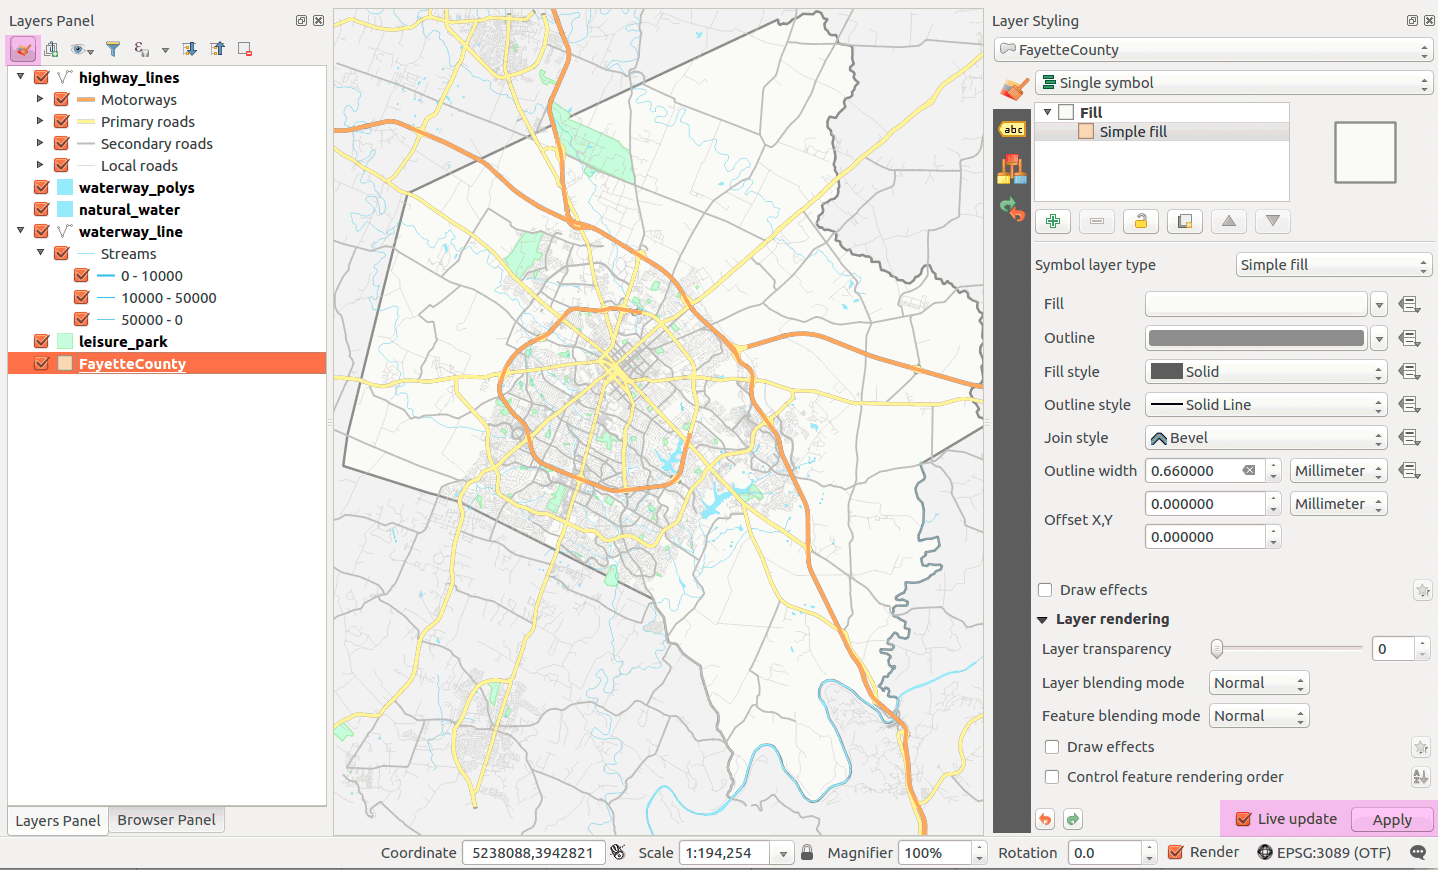 Layers Panel
highway_lines
Motorways
Primary roads
Secondary roads
Local roads
waterway_polys
natural_water
waterway_line
Streams
0 - 10000
10000 - 50000
50000 - 0
leisure_park
FayetteCounty
Layers Panel
Browser Panel
Layer Styling
FayetteCounty
Single symbol
abc
Fill
Simple fill
Symbol layer type
Simple fill
Fill
Outline
Fill style
Solid
Outline style
Solid Line
Join style
Bevel
Outline width
0.660000
Millimeter
Offset X,Y
0.000000
Millimeter
0.000000
Draw effects
Layer rendering
Layer transparency
0
Layer blending mode
Normal
Feature blending mode
Normal
Draw effects
Control feature rendering order
Live update
Apply
Coordinate
5238088,3942821
Scale
1:194,254
Magnifier
100%
Rotation
0.0
Render
EPSG:3089 (OTF)